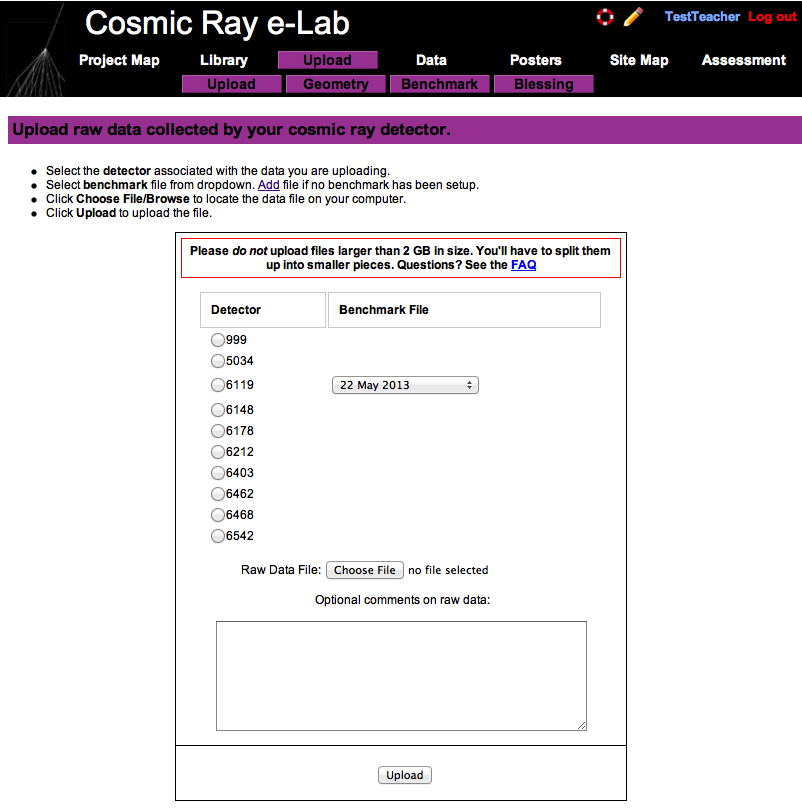 Cosmic Ray e-Lab
TestTeacher Log out
Project Map Library Upload Data Posters Site Map Assessment
Upload Geometry Benchmark Blessing
Upload raw data collected by your cosmic ray detector.
Select the detector associated with the data you are uploading.
Select benchmark file from dropdown. Add file if no benchmark has been setup.
Click Choose File/Browse to locate the data file on your computer.
Click Upload to upload the file.
Please do not upload files larger than 2 GB in size. You'll have to split them
up into smaller pieces. Questions? See the FAQ
Detector Benchmark File
999
5034
6119 22 May 2013
6148
6178
6212
6403
6462
6468
6542
Raw Data File: Choose File no file selected
Optional comments on raw data:
Upload